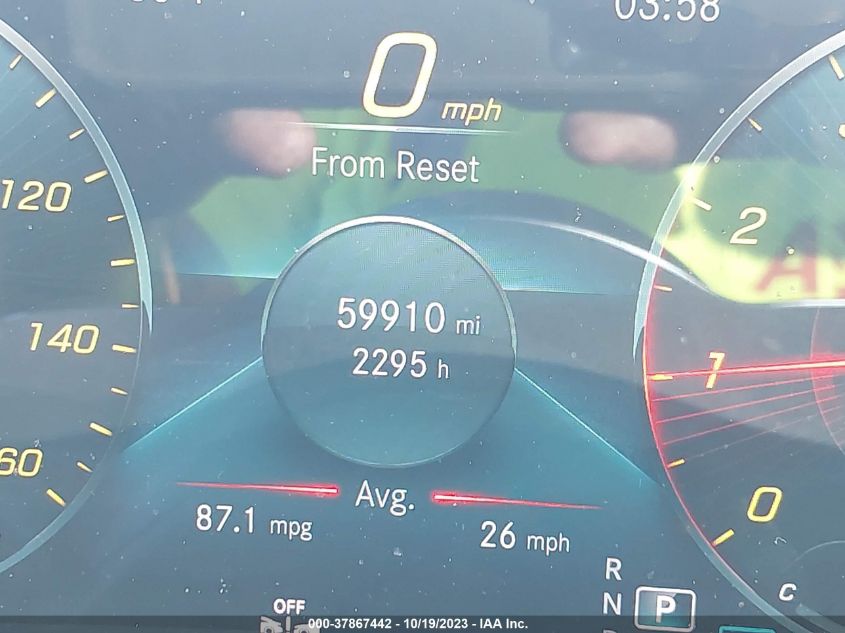 03:58
0 mph
From Reset
120
140
59910 mi
2295 h
2
1
0
Avg.
87.1 mpg
26 mph
R
N
P
C
OFF
000-37867442 - 10/19/2023 - IAA Inc.